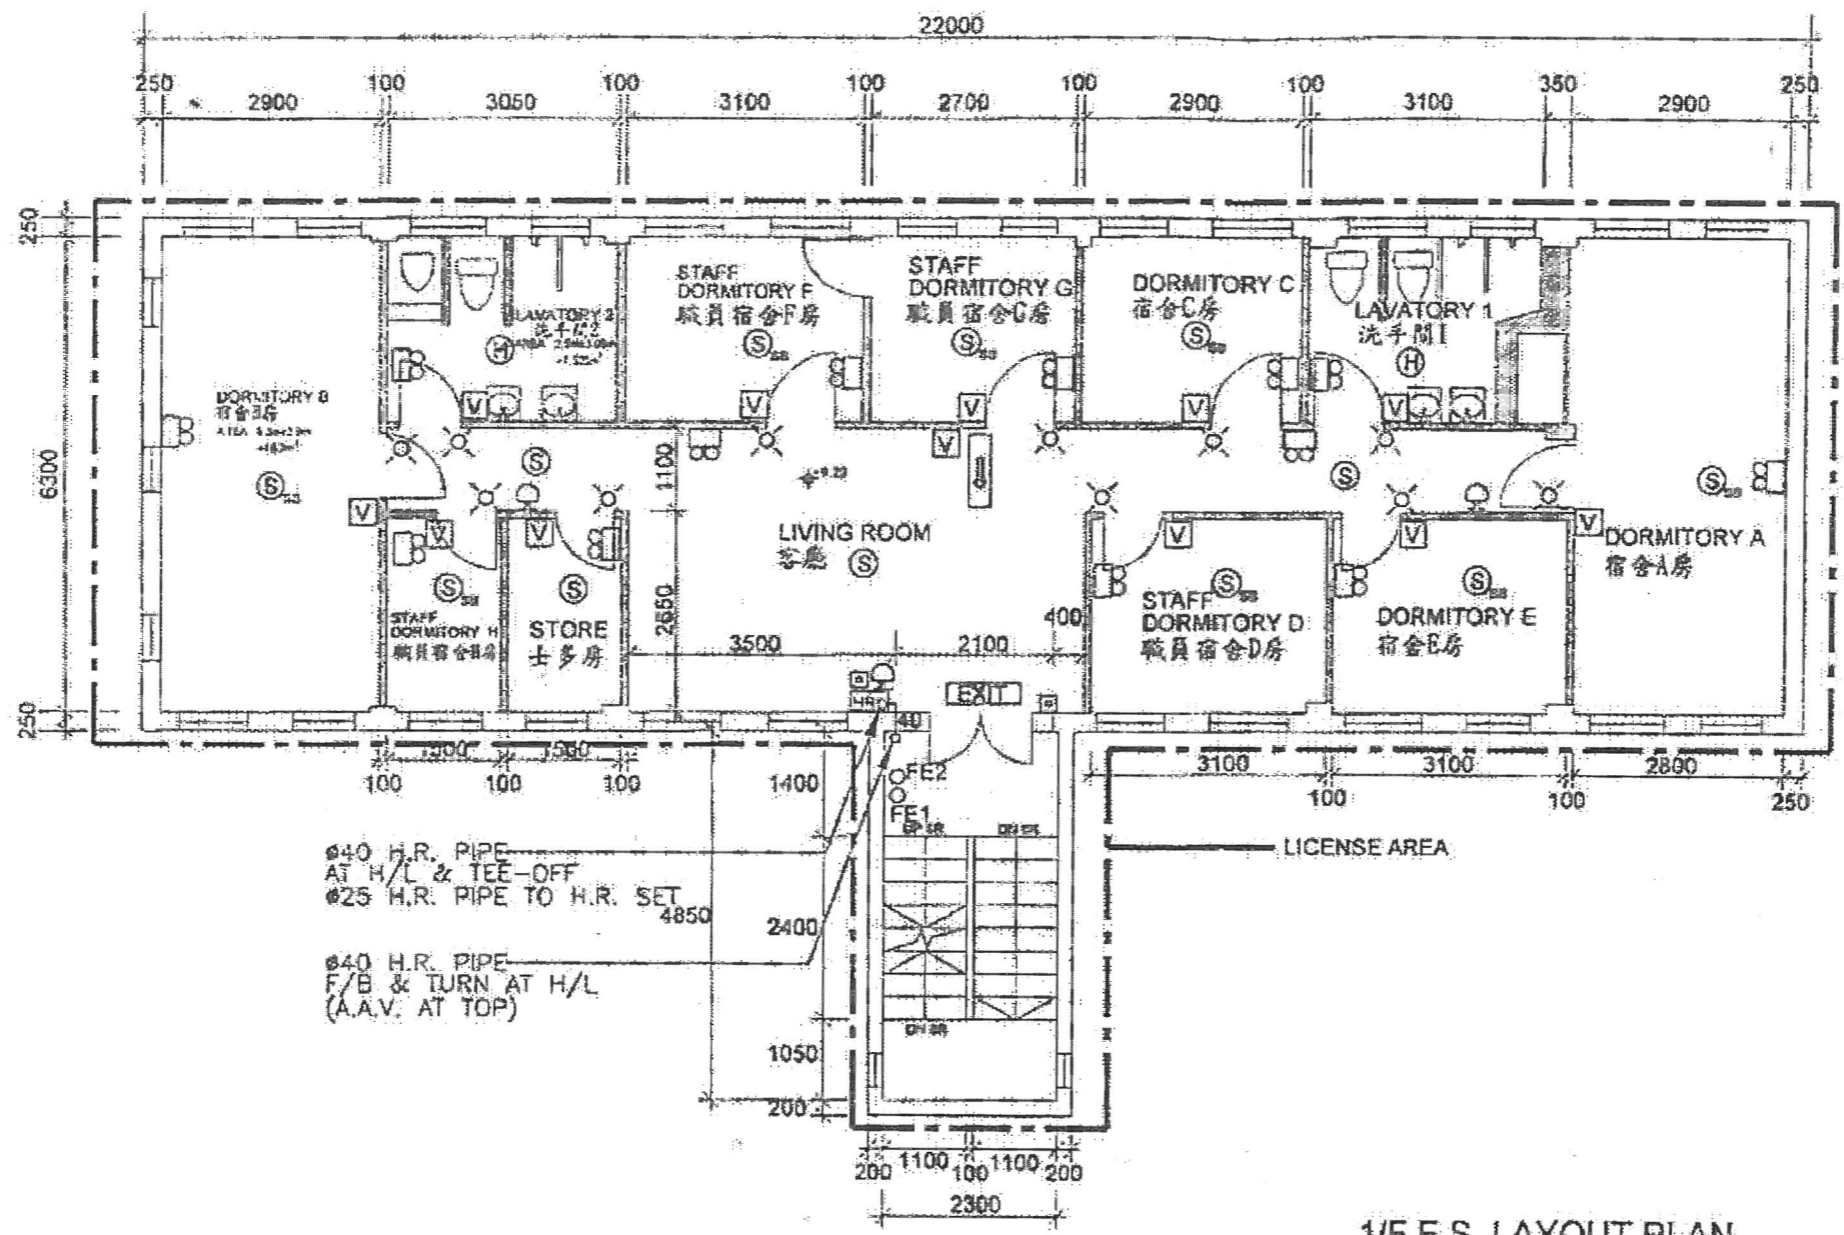 22000
250 100 100 100 100 100 350 250
2900 3050 3100 2700 2900 3100 2900
250
6300
250
STAFF
DORMITORY F
職員宿舍F房
S
STAFF
DORMITORY G
職員宿舍G房
S
DORMITORY C
宿舍C房
S
LAVATORY 1
洗手間1
H
LAVATORY 2
洗手間2
H
DORMITORY B
宿舍B房
S
V V V V V
V
S
1100
S
S
V V V
LIVING ROOM
客廳
S
V V V
DORMITORY A
宿舍A房
S
STAFF
DORMITORY H
職員宿舍H房
S
STORE
士多房
2550
3500 2100 400
STAFF
DORMITORY D
職員宿舍D房
S
DORMITORY E
宿舍E房
HR
EXIT
40
1500
100 100 100
1400
FE2
FE1
3100 3100 2800
100 100 250
LICENSE AREA
ø40 H.R. PIPE
AT H/L & TEE-OFF
ø25 H.R. PIPE TO H.R. SET
4850
2400
ø40 H.R. PIPE
F/B & TURN AT H/L
(A.A.V. AT TOP)
1050
200
200 1100 100 1100 200
2300
1/F F.S. LAYOUT PLAN